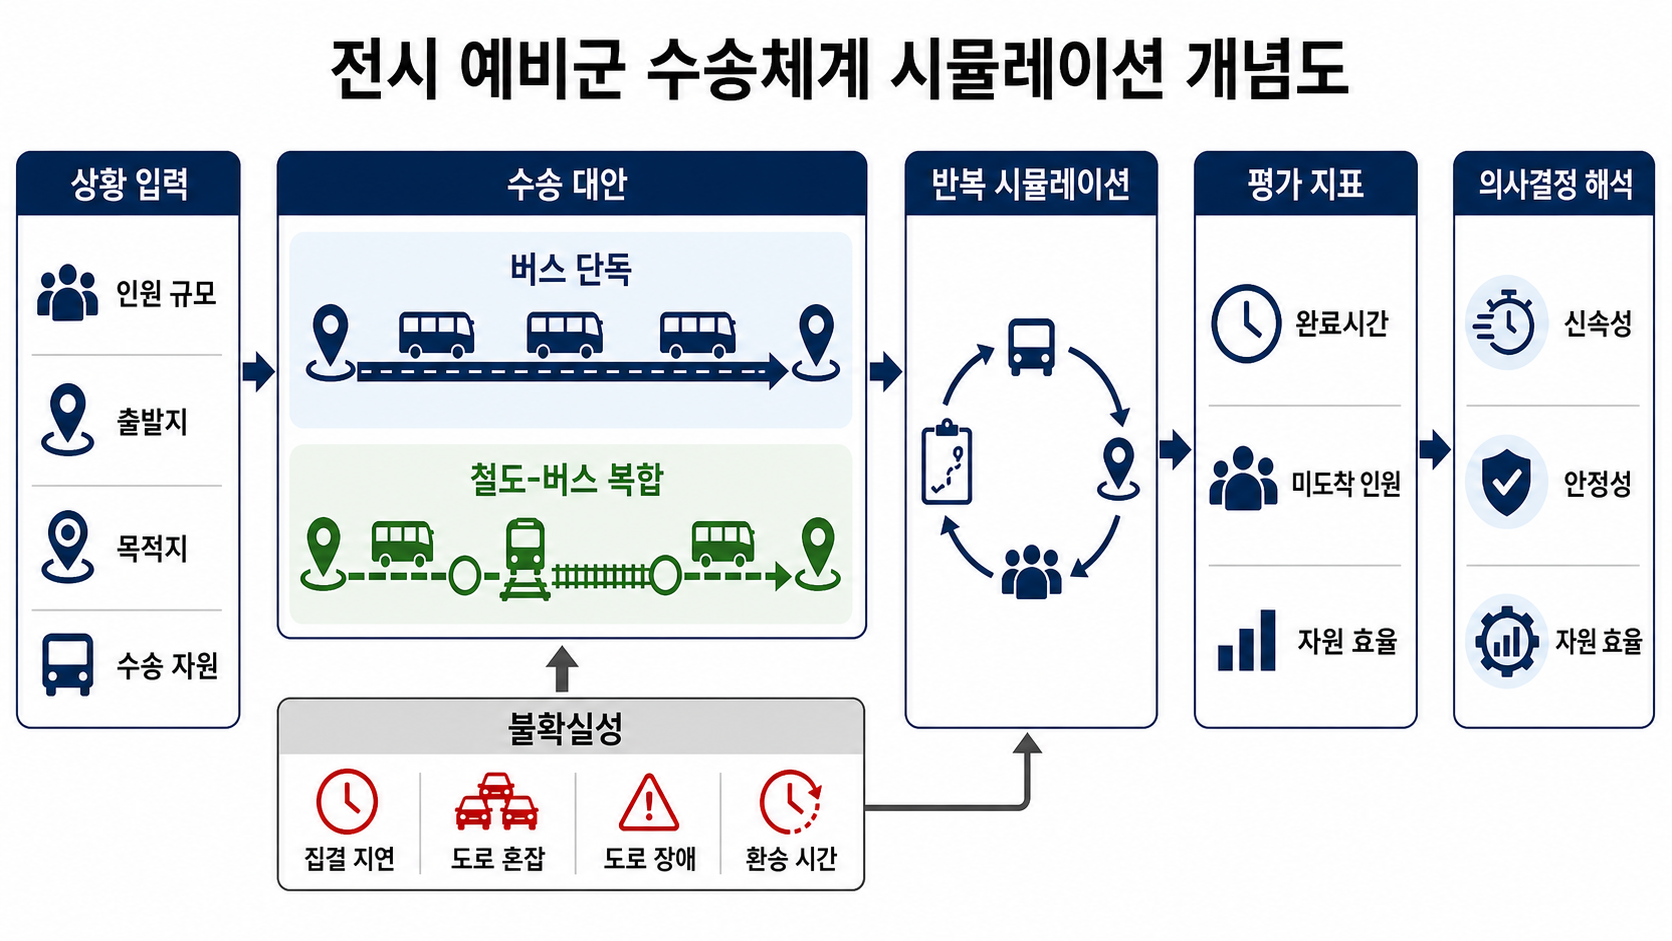 전시 예비군 수송체계 시뮬레이션 개념도
상황 입력
인원 규모
출발지
목적지
수송 자원
수송 대안
버스 단독
철도-버스 복합
불확실성
집결 지연
도로 혼잡
도로 장애
환송 시간
반복 시뮬레이션
평가 지표
완료시간
미도착 인원
자원 효율
의사결정 해석
신속성
안정성
자원 효율